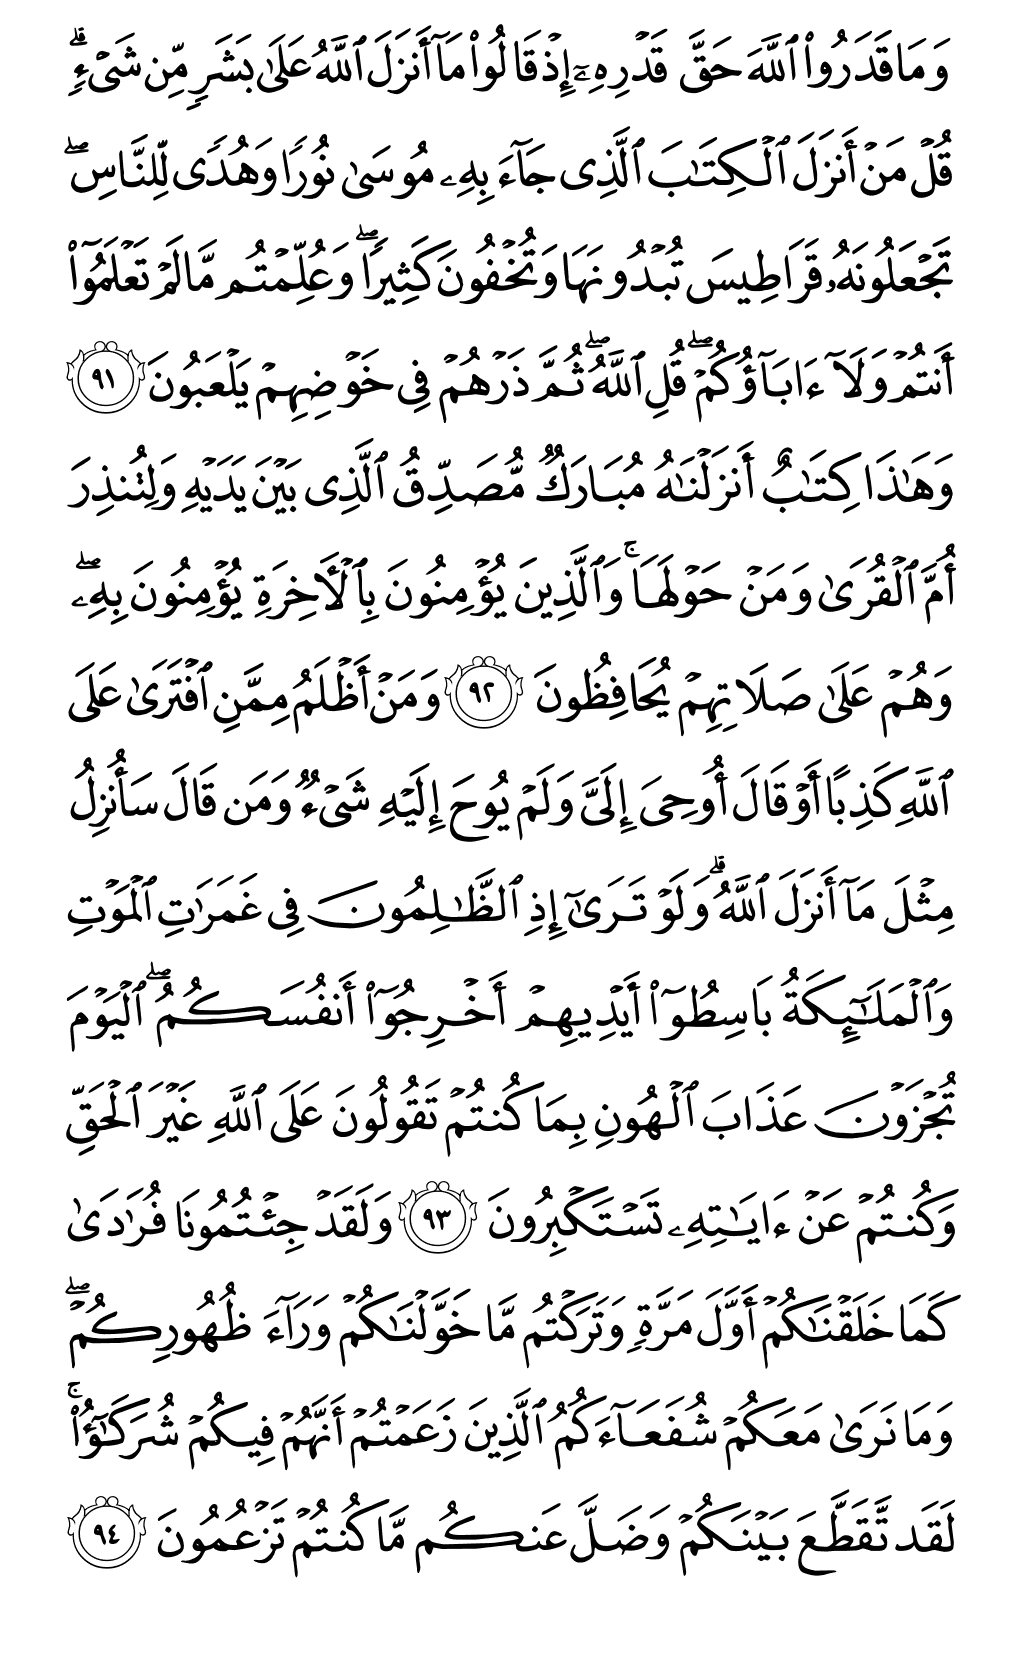 وَمَا قَدَرُوا۟ ٱللَّهَ حَقَّ قَدْرِهِۦٓ إِذْ قَالُوا۟ مَآ أَنزَلَ ٱللَّهُ عَلَىٰ بَشَرٍ مِّن شَىْءٍ ۗ
قُلْ مَنْ أَنزَلَ ٱلْكِتَٰبَ ٱلَّذِى جَآءَ بِهِۦ مُوسَىٰ نُورًا وَهُدًى لِّلنَّاسِ ۖ
تَجْعَلُونَهُۥ قَرَاطِيسَ تُبْدُونَهَا وَتُخْفُونَ كَثِيرًا ۖ وَعُلِّمْتُم مَّا لَمْ تَعْلَمُوٓا۟
أَنتُمْ وَلَآ ءَابَآؤُكُمْ ۖ قُلِ ٱللَّهُ ۖ ثُمَّ ذَرْهُمْ فِى خَوْضِهِمْ يَلْعَبُونَ ٩١
وَهَٰذَا كِتَٰبٌ أَنزَلْنَٰهُ مُبَارَكٌ مُّصَدِّقُ ٱلَّذِى بَيْنَ يَدَيْهِ وَلِتُنذِرَ
أُمَّ ٱلْقُرَىٰ وَمَنْ حَوْلَهَا ۚ وَٱلَّذِينَ يُؤْمِنُونَ بِٱلْأَخِرَةِ يُؤْمِنُونَ بِهِۦ ۖ
وَهُمْ عَلَىٰ صَلَاتِهِمْ يُحَافِظُونَ ٩٢ وَمَنْ أَظْلَمُ مِمَّنِ ٱفْتَرَىٰ عَلَى
ٱللَّهِ كَذِبًا أَوْ قَالَ أُوحِىَ إِلَىَّ وَلَمْ يُوحَ إِلَيْهِ شَىْءٌ وَمَن قَالَ سَأُنزِلُ
مِثْلَ مَآ أَنزَلَ ٱللَّهُ ۗ وَلَوْ تَرَىٰٓ إِذِ ٱلظَّٰلِمُونَ فِى غَمَرَٰتِ ٱلْمَوْتِ
وَٱلْمَلَٰٓئِكَةُ بَاسِطُوٓا۟ أَيْدِيهِمْ أَخْرِجُوٓا۟ أَنفُسَكُمُ ۖ ٱلْيَوْمَ
تُجْزَوْنَ عَذَابَ ٱلْهُونِ بِمَا كُنتُمْ تَقُولُونَ عَلَى ٱللَّهِ غَيْرَ ٱلْحَقِّ
وَكُنتُمْ عَنْ ءَايَٰتِهِۦ تَسْتَكْبِرُونَ ٩٣ وَلَقَدْ جِئْتُمُونَا فُرَٰدَىٰ
كَمَا خَلَقْنَٰكُمْ أَوَّلَ مَرَّةٍ وَتَرَكْتُم مَّا خَوَّلْنَٰكُمْ وَرَآءَ ظُهُورِكُمْ ۖ
وَمَا نَرَىٰ مَعَكُمْ شُفَعَآءَكُمُ ٱلَّذِينَ زَعَمْتُمْ أَنَّهُمْ فِيكُمْ شُرَكَٰٓؤُا۟ ۚ
لَقَد تَّقَطَّعَ بَيْنَكُمْ وَضَلَّ عَنكُم مَّا كُنتُمْ تَزْعُمُونَ ٩٤